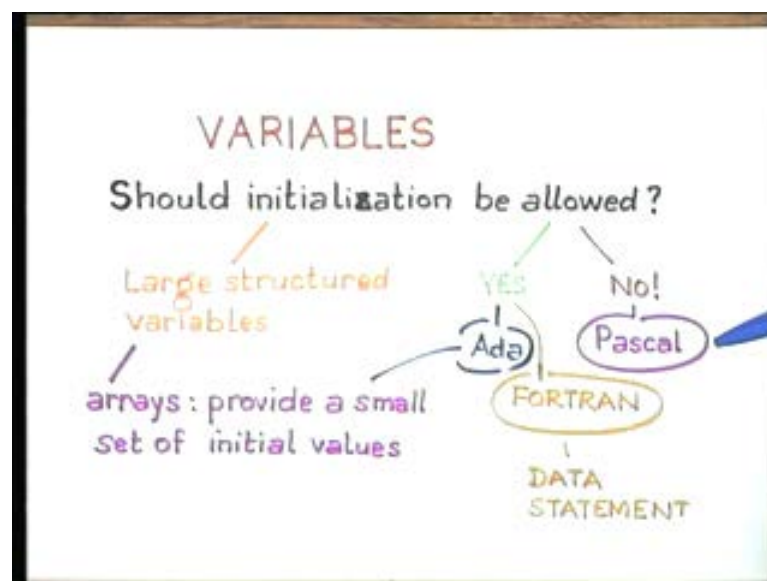 VARIABLES
Should initialization be allowed?
Large structured
variables
YES
No!
Ada
Pascal
arrays: provide a small
set of initial values
FORTRAN
DATA
STATEMENT